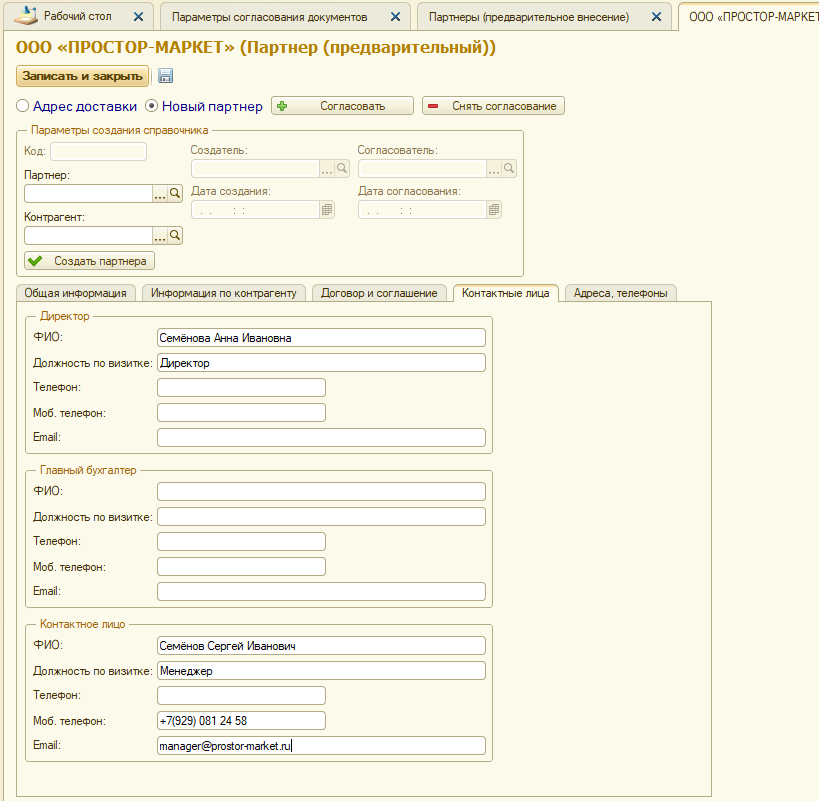 Рабочий стол
Параметры согласования документов
Партнеры (предварительное внесение)
ООО «ПРОСТОР-МАРКЕТ
ООО «ПРОСТОР-МАРКЕТ» (Партнер (предварительный))
Записать и закрыть
Адрес доставки Новый партнер Согласовать Снять согласование
Параметры создания справочника
Код: Создатель: Согласователь:
Партнер: Дата создания: Дата согласования:
. . : : . . : :
Контрагент:
Создать партнера
Общая информация Информация по контрагенту Договор и соглашение Контактные лица Адреса, телефоны
Директор
ФИО: Семёнова Анна Ивановна
Должность по визитке: Директор
Телефон:
Моб. телефон:
Email:
Главный бухгалтер
ФИО:
Должность по визитке:
Телефон:
Моб. телефон:
Email:
Контактное лицо
ФИО: Семёнов Сергей Иванович
Должность по визитке: Менеджер
Телефон:
Моб. телефон: +7(929) 081 24 58
Email: manager@prostor-market.ru